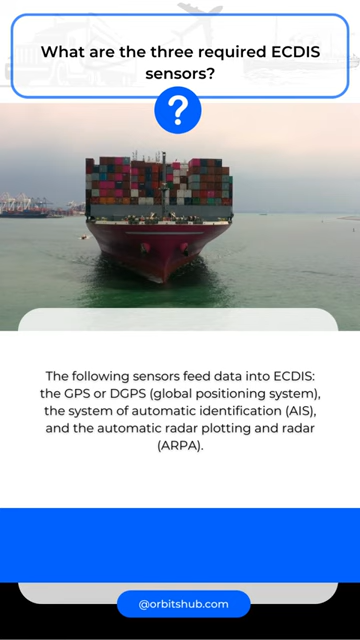 What are the three required ECDIS
sensors?
?
The following sensors feed data into ECDIS:
the GPS or DGPS (global positioning system),
the system of automatic identification (AIS),
and the automatic radar plotting and radar
(ARPA).
@orbitshub.com